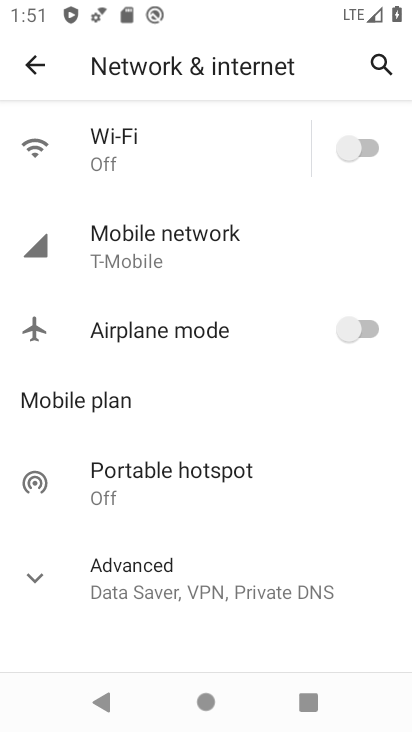 1:51
LTE
Network & internet
Wi-Fi
Off
Mobile network
T-Mobile
Airplane mode
Mobile plan
Portable hotspot
Off
Advanced
Data Saver, VPN, Private DNS